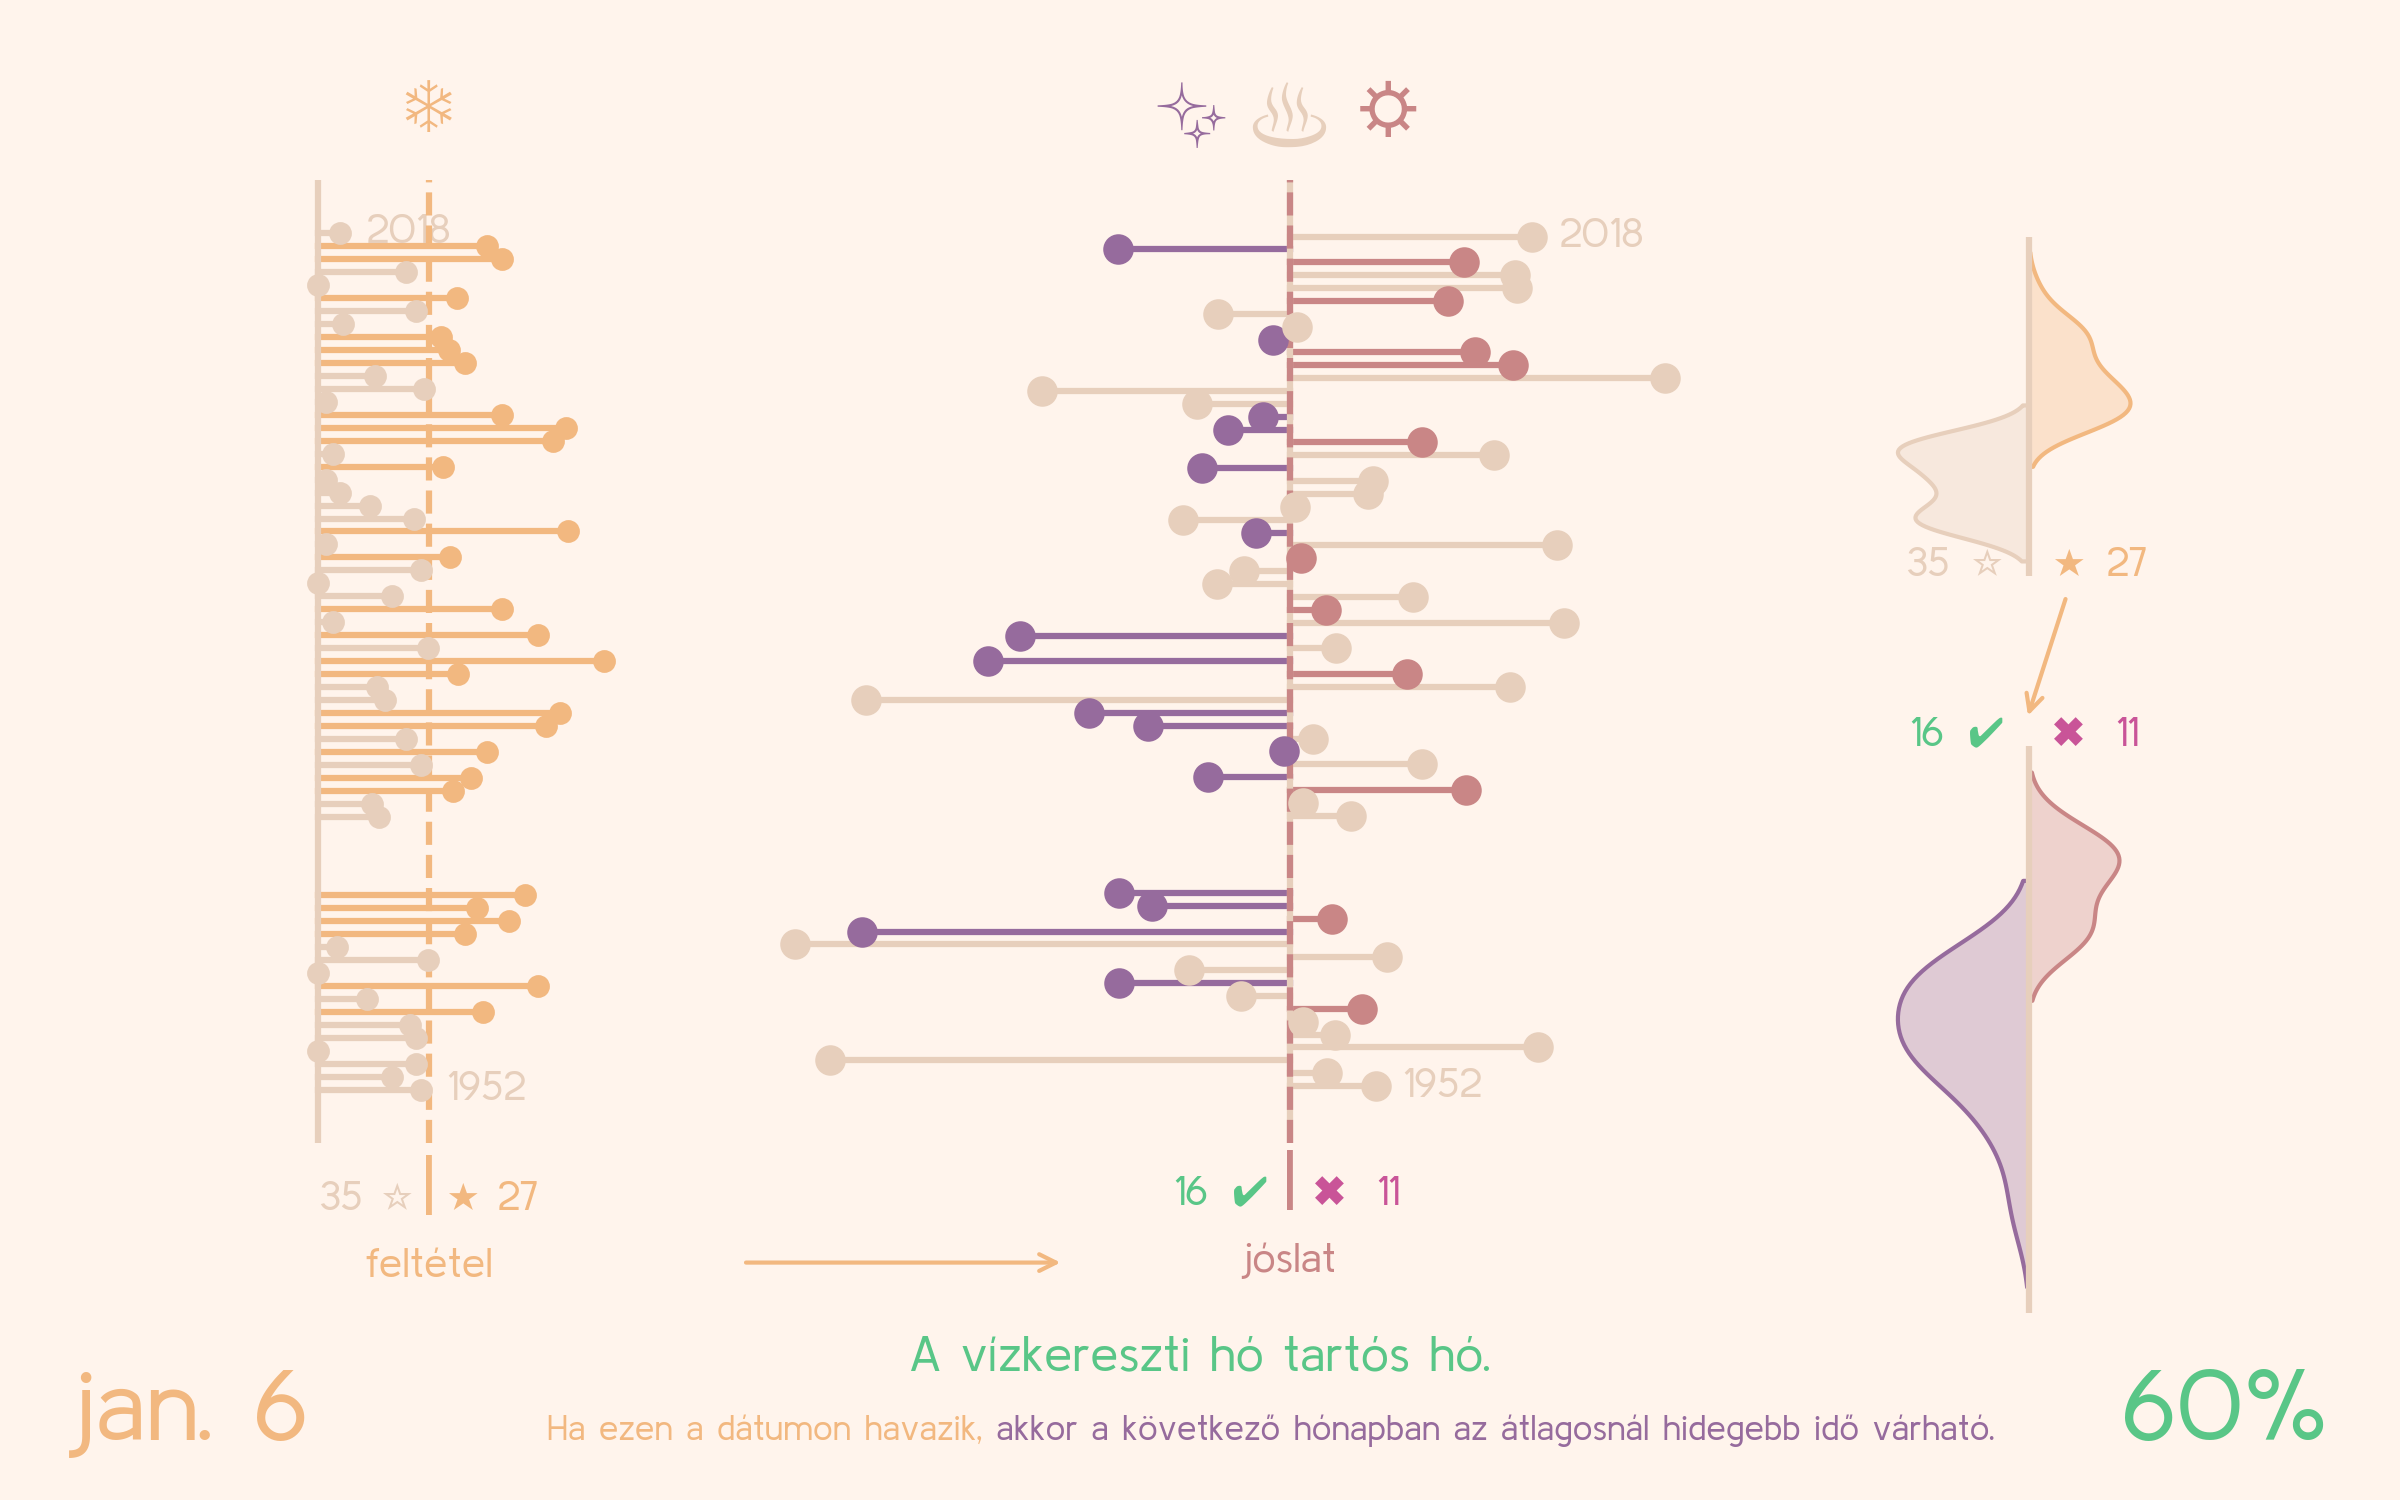 2018
2018
35 ☆ ★ 27
16 ✔ ✖ 11
1952
1952
35 ☆ ★ 27
16 ✔ ✖ 11
feltétel
jóslat
A vízkereszti hó tartós hó.
jan. 6
60%
Ha ezen a dátumon havazik, akkor a következő hónapban az átlagosnál hidegebb idő várható.